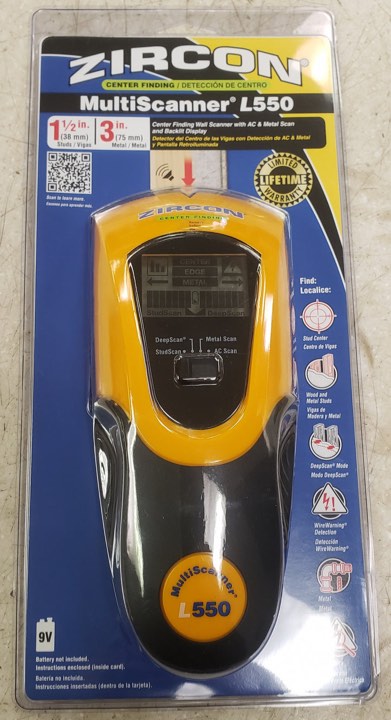 ZIRCON®
CENTER FINDING / DETECCIÓN DE CENTRO
MultiScanner® L550
1 1/2 in.
(38 mm)
Studs / Vigas
3 in.
(75 mm)
Metal / Metal
Center Finding Wall Scanner with AC & Metal Scan
and Backlit Display
Detector del Centro de las Vigas con Detección de AC & Metal
y Pantalla Retroiluminada
Scan to learn more.
LIMITED
LIFETIME
WARRANTY
ZIRCON
CENTER FINDING
CENTER
EDGE
METAL
StudScan
DeepScan
DeepScan®
Metal Scan
StudScan
AC Scan
Find:
Localice:
Stud Center
Centro de Vigas
Wood and
Metal Studs
Vigas de
Madera y Metal
DeepScan® Mode
Modo DeepScan®
WireWarning®
Detection
Detección
WireWarning®
Metal
MultiScanner®
L550
9V
Battery not included.
Instructions enclosed (inside card).
Batería no incluida
Instrucciones insertadas (dentro de la tarjeta).